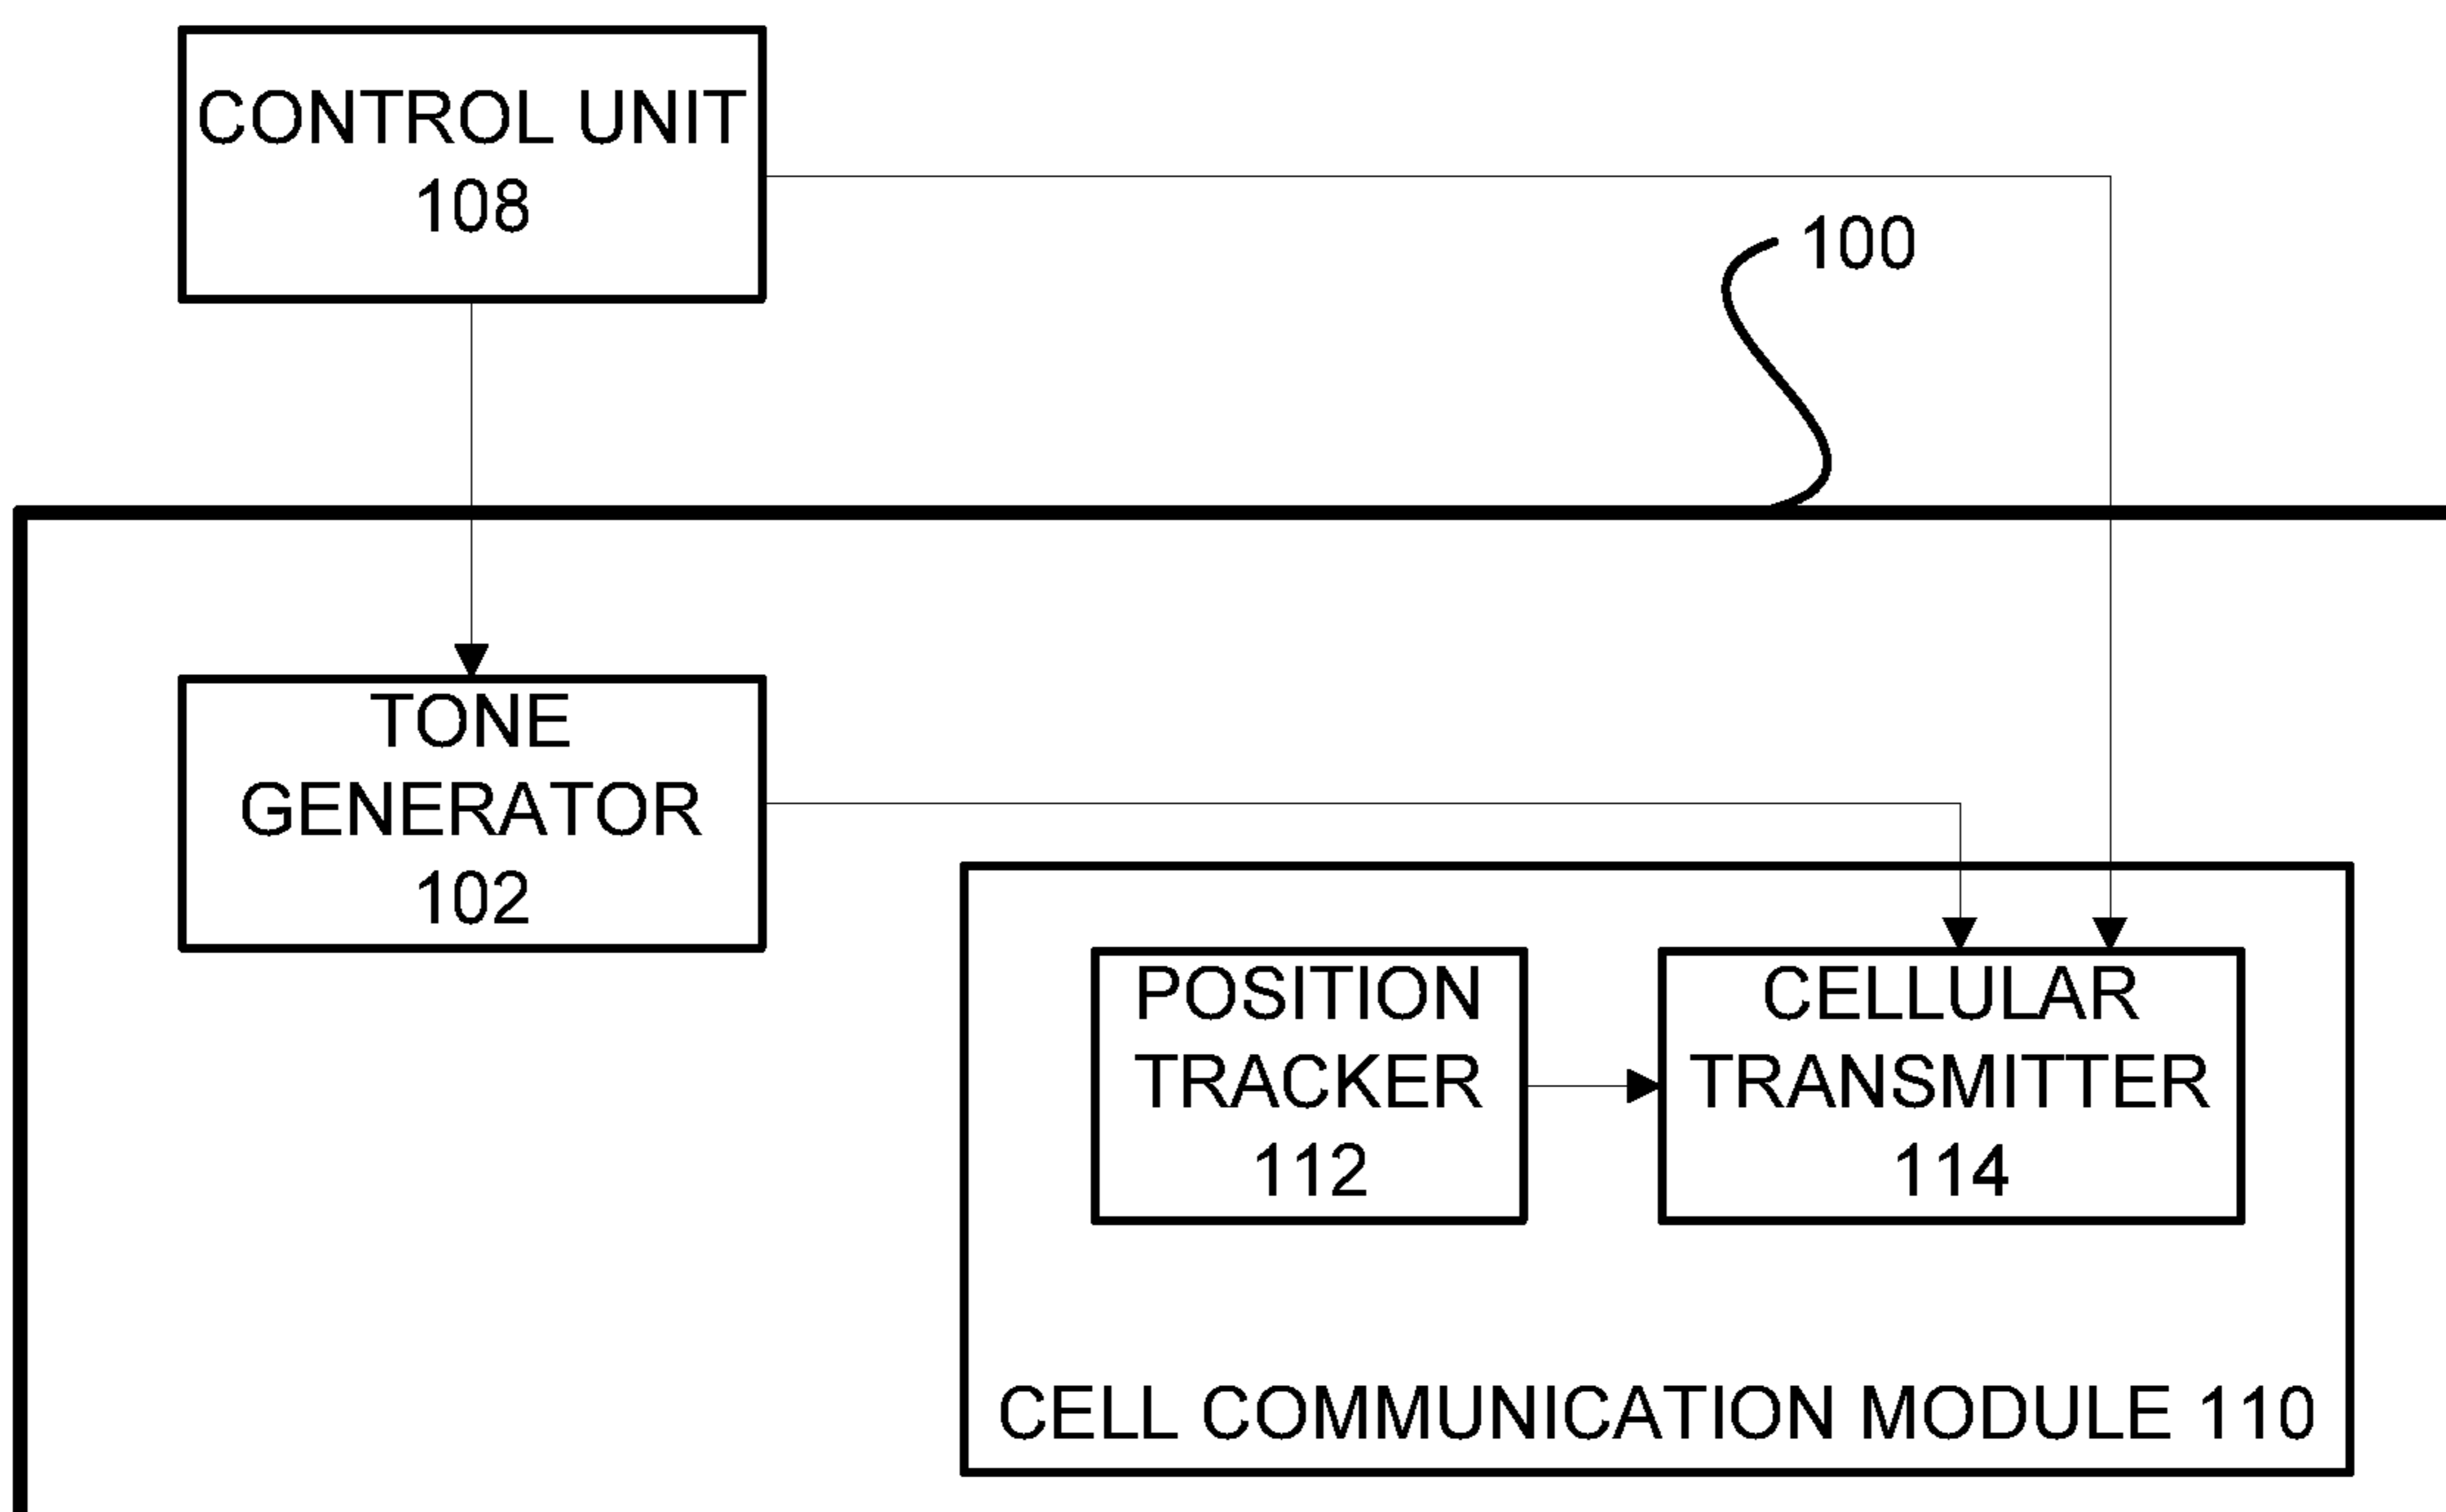 CONTROL UNIT
108
100
TONE
GENERATOR
102
POSITION
TRACKER
112
CELLULAR
TRANSMITTER
114
CELL COMMUNICATION MODULE 110